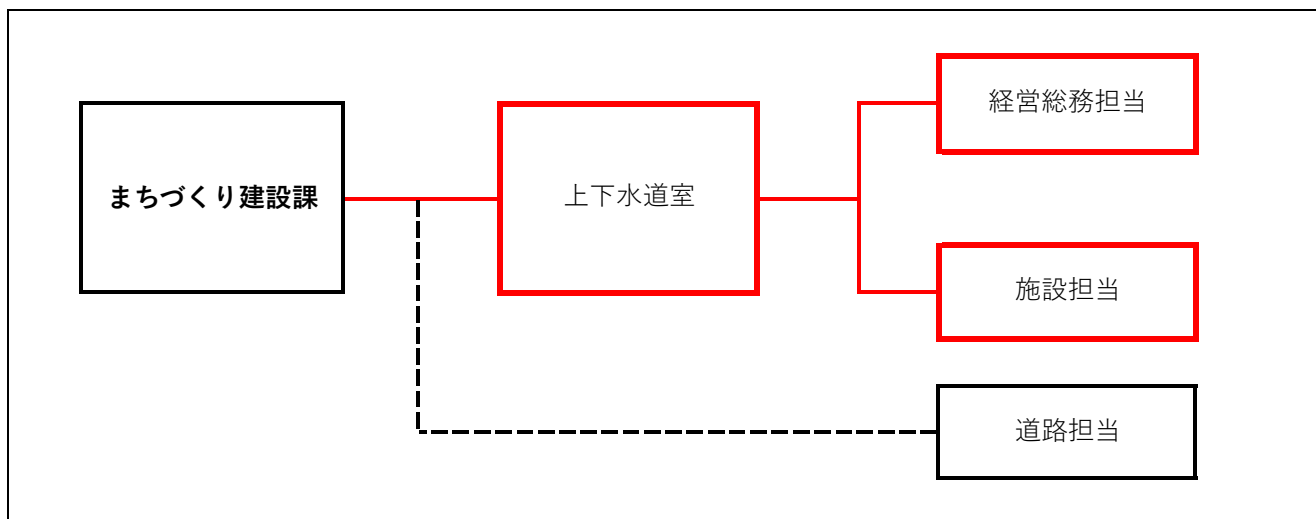 まちづくり建設課
上下水道室
経営総務担当
施設担当
道路担当